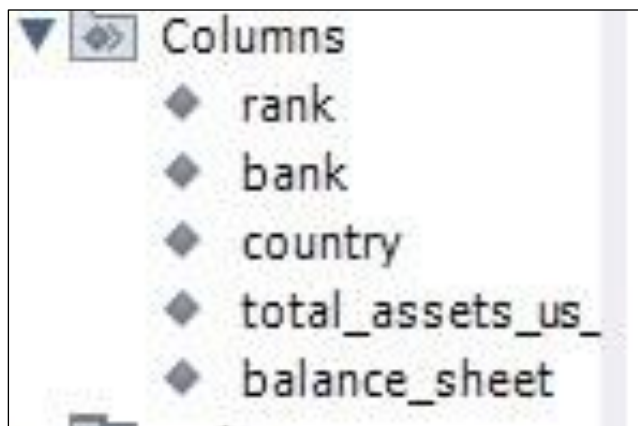 Columns
rank
bank
country
total_assets_us_
balance_sheet